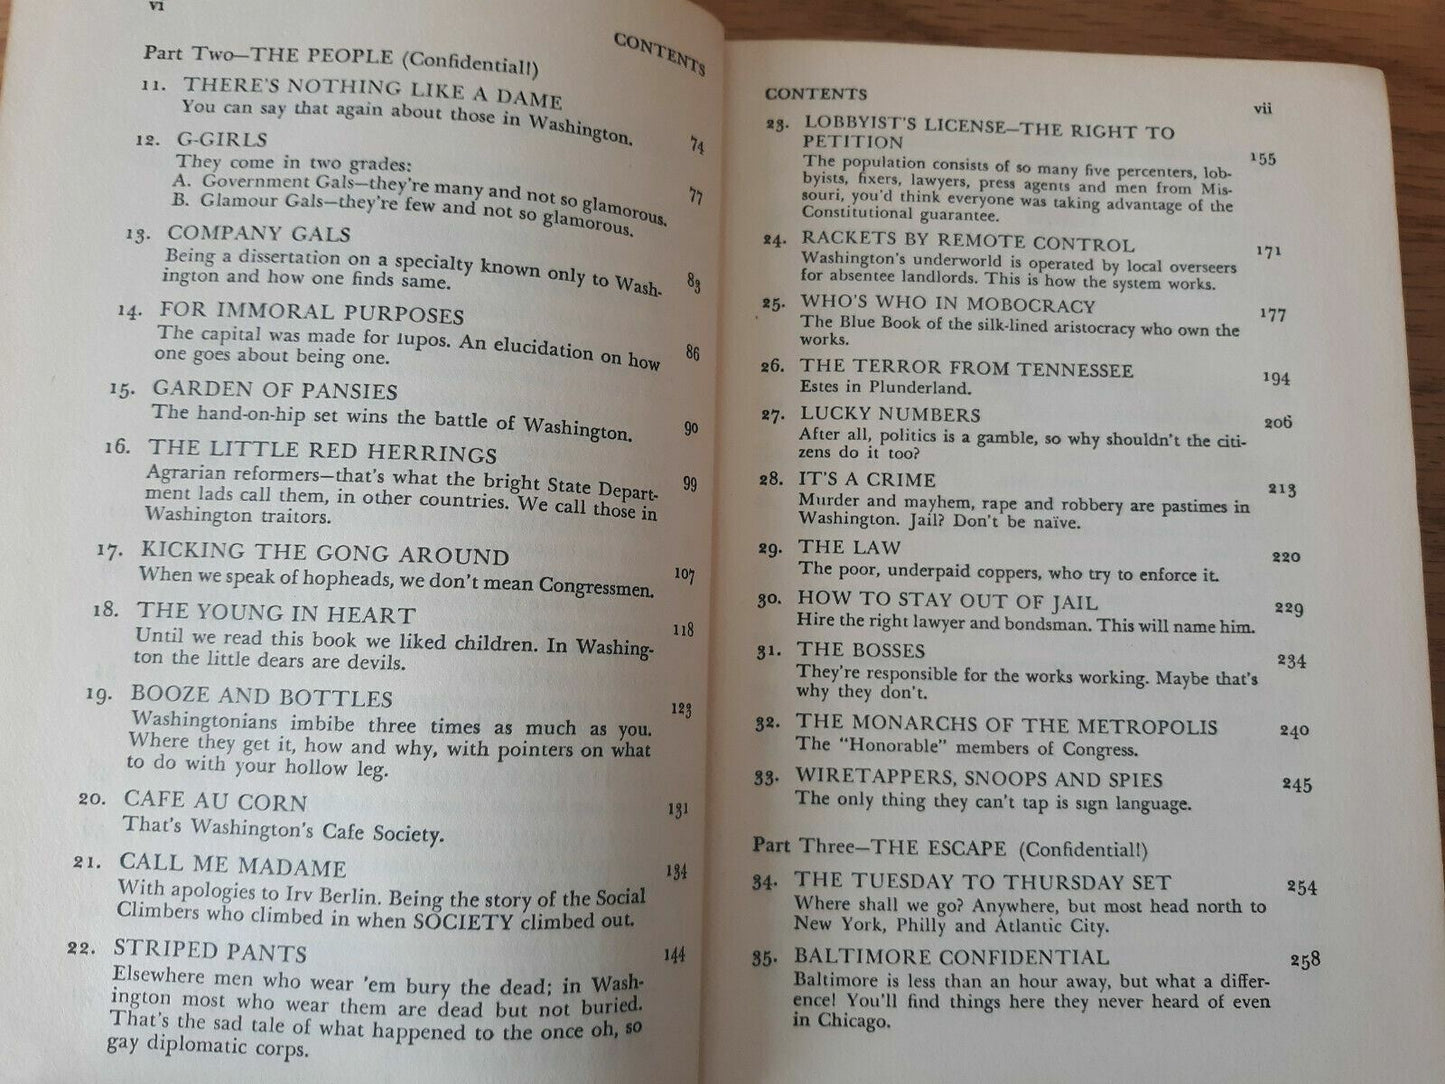 vi
CONTENTS
Part Two—THE PEOPLE (Confidential!)
11. THERE'S NOTHING LIKE A DAME 74
You can say that again about those in Washington.
12. G-GIRLS 77
They come in two grades:
A. Government Gals—they're many and not so glamorous.
B. Glamour Gals—they're few and not so glamorous.
13. COMPANY GALS 83
Being a dissertation on a specialty known only to Wash-
ington and how one finds same.
14. FOR IMMORAL PURPOSES 86
The capital was made for lupos. An elucidation on how
one goes about being one.
15. GARDEN OF PANSIES 90
The hand-on-hip set wins the battle of Washington.
16. THE LITTLE RED HERRINGS 99
Agrarian reformers—that's what the bright State Depart-
ment lads call them, in other countries. We call those in
Washington traitors.
17. KICKING THE GONG AROUND 107
When we speak of hopheads, we don't mean Congressmen.
18. THE YOUNG IN HEART 118
Until we read this book we liked children. In Washing-
ton the little dears are devils.
19. BOOZE AND BOTTLES 123
Washingtonians imbibe three times as much as you.
Where they get it, how and why, with pointers on what
to do with your hollow leg.
20. CAFE AU CORN 131
That's Washington's Cafe Society.
21. CALL ME MADAME 134
With apologies to Irv Berlin. Being the story of the Social
Climbers who climbed in when SOCIETY climbed out.
22. STRIPED PANTS 144
Elsewhere men who wear 'em bury the dead; in Wash-
ington most who wear them are dead but not buried.
That's the sad tale of what happened to the once oh, so
gay diplomatic corps.
CONTENTS vii
23. LOBBYIST'S LICENSE—THE RIGHT TO
PETITION 155
The population consists of so many five percenters, lob-
byists, fixers, lawyers, press agents and men from Mis-
souri, you'd think everyone was taking advantage of the
Constitutional guarantee.
24. RACKETS BY REMOTE CONTROL 171
Washington's underworld is operated by local overseers
for absentee landlords. This is how the system works.
25. WHO'S WHO IN MOBOCRACY 177
The Blue Book of the silk-lined aristocracy who own the
works.
26. THE TERROR FROM TENNESSEE 194
Estes in Plunderland.
27. LUCKY NUMBERS 206
After all, politics is a gamble, so why shouldn't the citi-
zens do it too?
28. IT'S A CRIME 213
Murder and mayhem, rape and robbery are pastimes in
Washington. Jail? Don't be naïve.
29. THE LAW 220
The poor, underpaid coppers, who try to enforce it.
30. HOW TO STAY OUT OF JAIL 229
Hire the right lawyer and bondsman. This will name him.
31. THE BOSSES 234
They're responsible for the works working. Maybe that's
why they don't.
32. THE MONARCHS OF THE METROPOLIS 240
The "Honorable" members of Congress.
33. WIRETAPPERS, SNOOPS AND SPIES 245
The only thing they can't tap is sign language.
Part Three—THE ESCAPE (Confidential!)
34. THE TUESDAY TO THURSDAY SET 254
Where shall we go? Anywhere, but most head north to
New York, Philly and Atlantic City.
35. BALTIMORE CONFIDENTIAL 258
Baltimore is less than an hour away, but what a differ-
ence! You'll find things here they never heard of even
in Chicago.